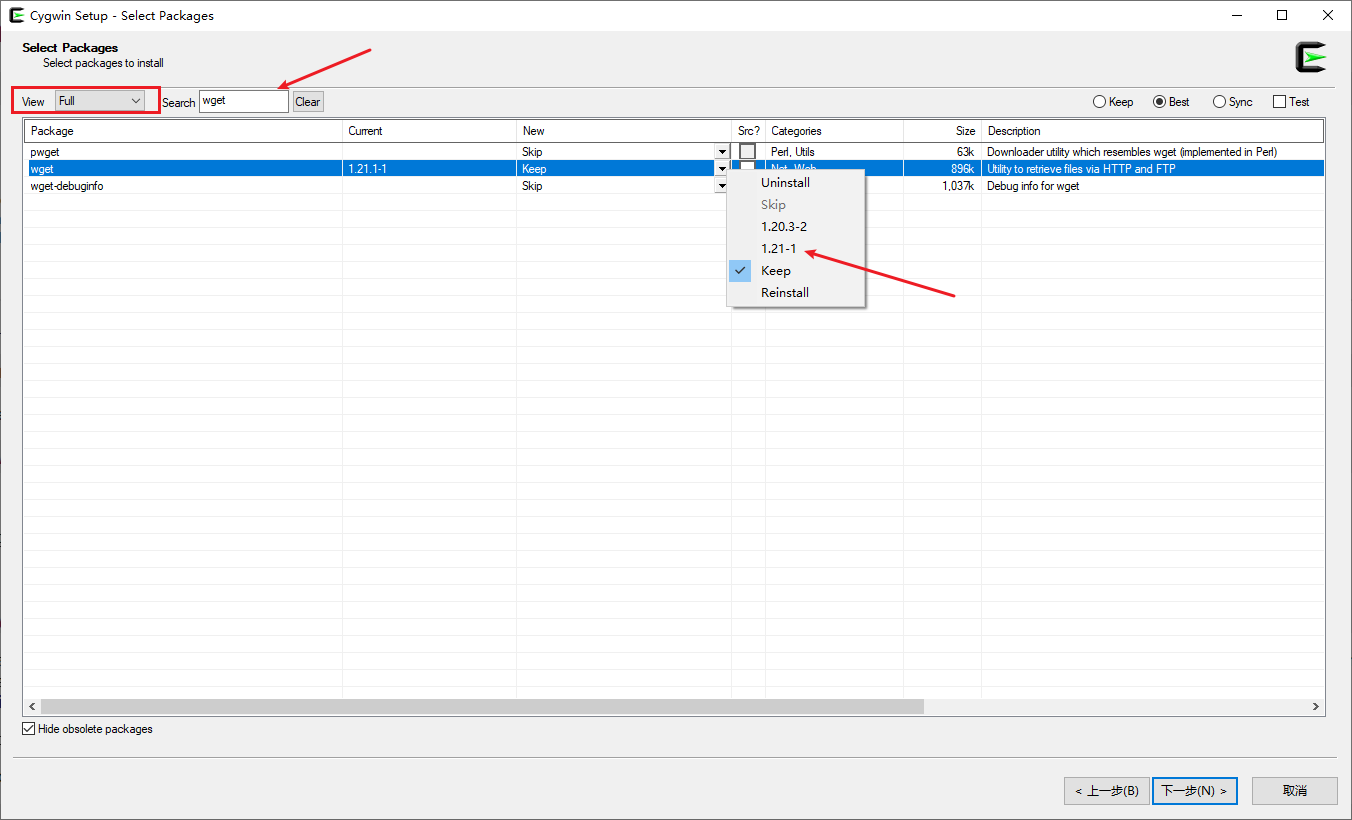 Cygwin Setup - Select Packages
Select Packages
Select packages to install
View Full Search wget Clear Keep Best Sync Test
Package Current New Src? Categories Size Description
pwget Skip Perl, Utils 63k Downloader utility which resembles wget (implemented in Perl)
wget 1.21.1-1 Keep Net, Web 896k Utility to retrieve files via HTTP and FTP
wget-debuginfo Skip 1,037k Debug info for wget
Uninstall
Skip
1.20.3-2
1.21-1
Keep
Reinstall
Hide obsolete packages
< 上一步(B) 下一步(N) > 取消